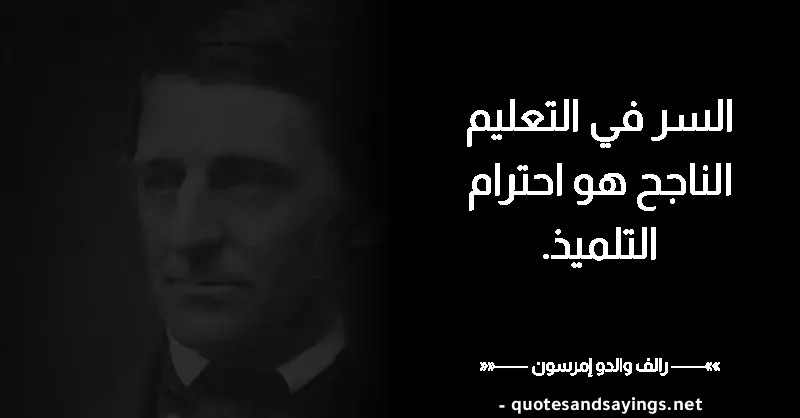 السر في التعليم
الناجح هو احترام
التلميذ.
»»—— رالف والدو إمرسون ——««
- quotesandsayings.net